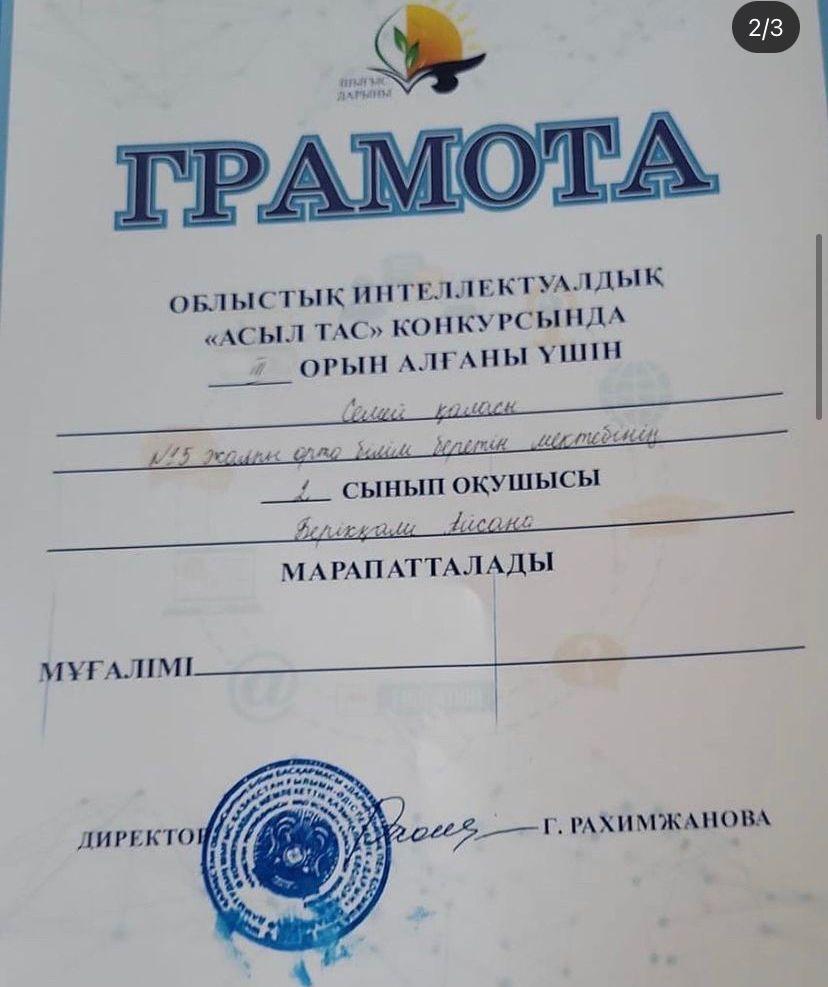 2/3
ШЫҒЫС
ДАРЫНЫ
ГРАМОТА
ОБЛЫСТЫҚ ИНТЕЛЛЕКТУАЛДЫҚ
«АСЫЛ ТАС» КОНКУРСЫНДА
III ОРЫН АЛҒАНЫ ҮШІН
Семей қаласы
№15 жалпы орта білім беретін мектебінің
2 СЫНЫП ОҚУШЫСЫ
Беріққали Айсана
МАРАПАТТАЛАДЫ
МҰҒАЛІМІ
ДИРЕКТОР Г. РАХИМЖАНОВА